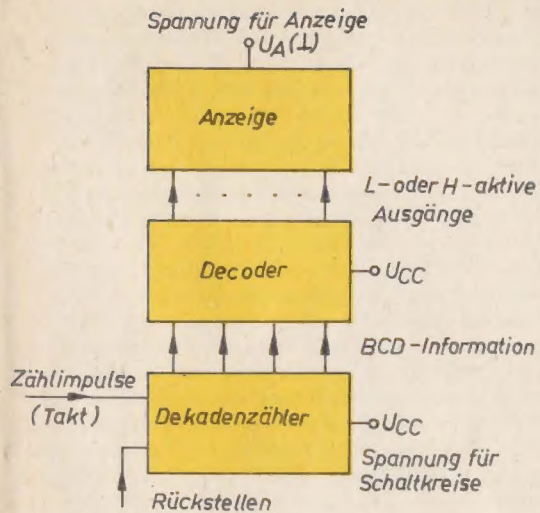 Spannung für Anzeige
U_A (⊥)
Anzeige
L- oder H-aktive
Ausgänge
Decoder
U_CC
BCD-Information
Zählimpulse
(Takt)
Dekadenzähler
U_CC
Spannung für
Schaltkreise
Rückstellen